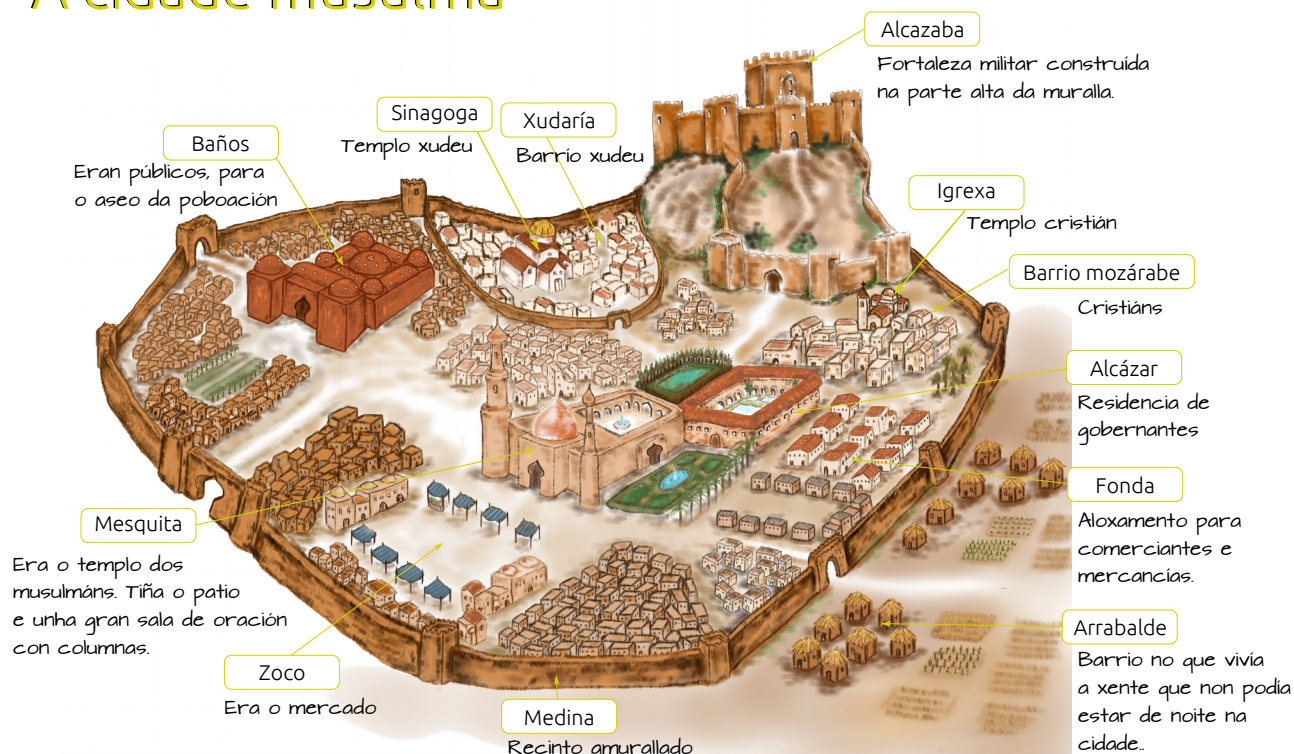 A cidade musulmá
Alcazaba
Fortaleza militar construída
na parte alta da muralla.
Sinagoga
Templo xudeu
Xudaría
Barrio xudeu
Baños
Eran públicos, para
o aseo da poboación
Igrexa
Templo cristián
Barrio mozárabe
Cristiáns
Alcázar
Residencia de
gobernantes
Fonda
Aloxamento para
comerciantes e
mercancías.
Mesquita
Era o templo dos
musulmáns. Tiña o patio
e unha gran sala de oración
con columnas.
Arrabalde
Barrio no que vivía
a xente que non podía
estar de noite na
cidade..
Zoco
Era o mercado
Medina
Recinto amurallado